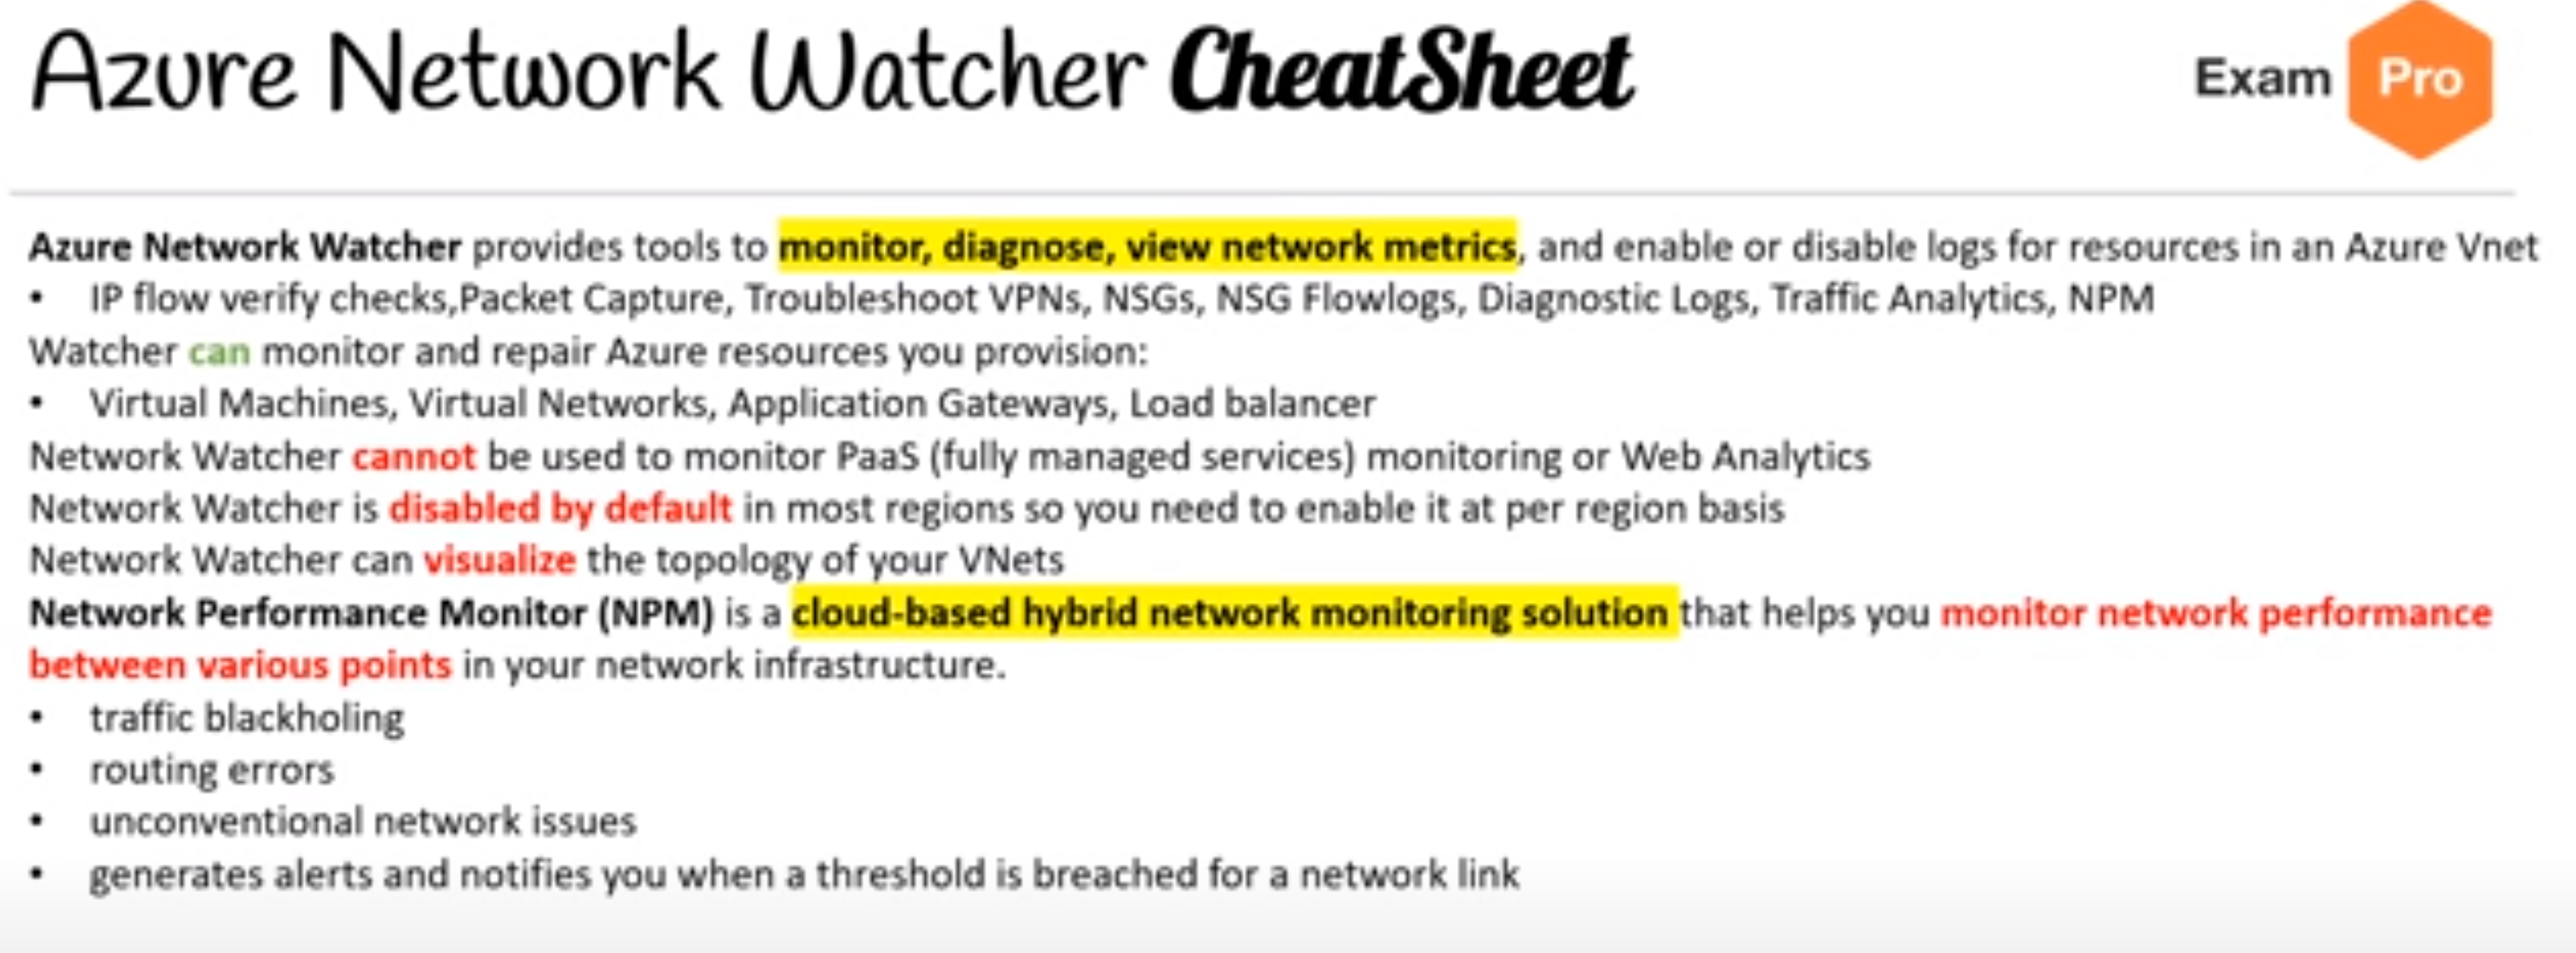 Azure Network Watcher CheatSheet
Exam Pro
Azure Network Watcher provides tools to monitor, diagnose, view network metrics, and enable or disable logs for resources in an Azure Vnet
• IP flow verify checks,Packet Capture, Troubleshoot VPNs, NSGs, NSG Flowlogs, Diagnostic Logs, Traffic Analytics, NPM
Watcher can monitor and repair Azure resources you provision:
• Virtual Machines, Virtual Networks, Application Gateways, Load balancer
Network Watcher cannot be used to monitor PaaS (fully managed services) monitoring or Web Analytics
Network Watcher is disabled by default in most regions so you need to enable it at per region basis
Network Watcher can visualize the topology of your VNets
Network Performance Monitor (NPM) is a cloud-based hybrid network monitoring solution that helps you monitor network performance
between various points in your network infrastructure.
• traffic blackholing
• routing errors
• unconventional network issues
• generates alerts and notifies you when a threshold is breached for a network link